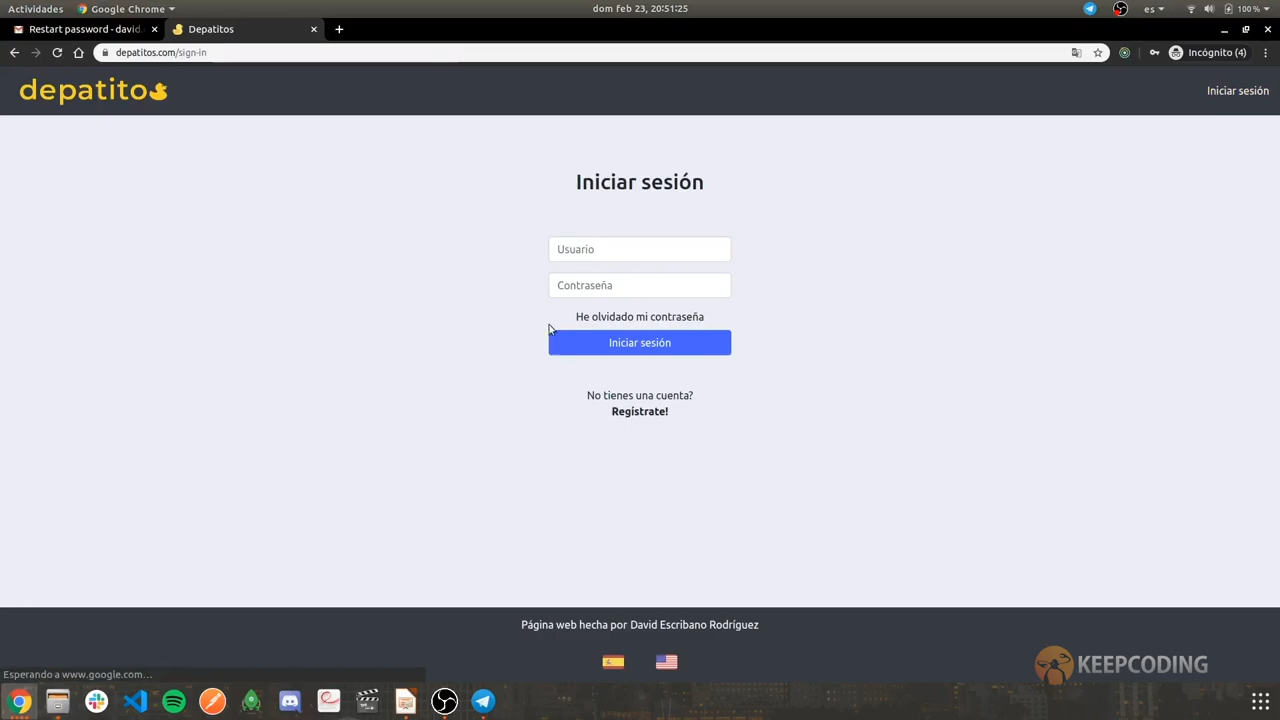 Actividades
Google Chrome
dom feb 23, 20:51:25
es
100 %
Restart password - david.
Depatitos
depatitos.com/sign-in
Incógnito (4)
depatitos
Iniciar sesión
Iniciar sesión
Usuario
Contraseña
He olvidado mi contraseña
Iniciar sesión
No tienes una cuenta?
Regístrate!
Página web hecha por David Escribano Rodríguez
KEEPCODING
Esperando a www.google.com...